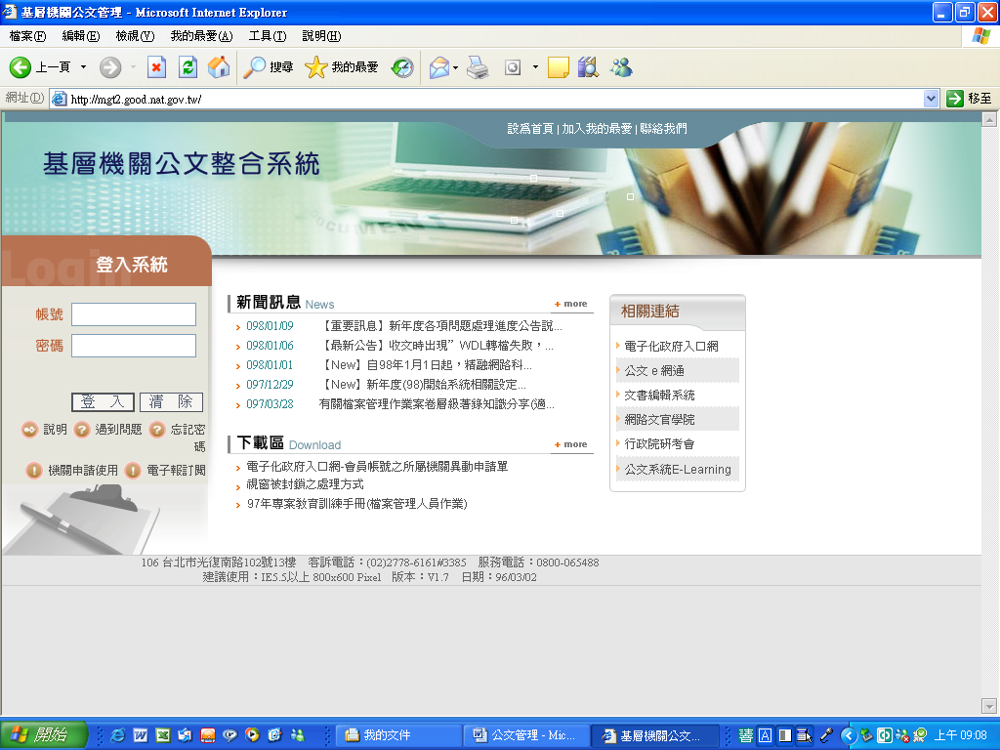 基層機關公文管理 - Microsoft Internet Explorer
檔案(F) 編輯(E) 檢視(V) 我的最愛(A) 工具(T) 說明(H)
上一頁 搜尋 我的最愛
網址(D) http://mgt2.good.nat.gov.tw/ 移至
設為首頁 | 加入我的最愛 | 聯絡我們
基層機關公文整合系統
DOCUMENT
Login 登入系統
帳號
密碼
登 入 清 除
說明 遇到問題 忘記密碼
機關申請使用 電子報訂閱
新聞訊息 News + more
098/01/09 【重要訊息】新年度各項問題處理進度公告說...
098/01/06 【最新公告】收文時出現”WDL轉檔失敗，...
098/01/01 【New】自98年1月1日起，精融網路科...
097/12/29 【New】新年度(98)開始系統相關設定...
097/03/28 有關檔案管理作業案卷層級著錄知識分享(適...
下載區 Download + more
電子化政府入口網-會員帳號之所屬機關異動申請單
視窗被封鎖之處理方式
97年專案教育訓練手冊(檔案管理人員作業)
相關連結
電子化政府入口網
公文 e 網通
文書編輯系統
網路文官學院
行政院研考會
公文系統E-Learning
106 台北市光復南路102號13樓 客訴電話：(02)2778-6161#3385 服務電話：0800-065488
建議使用：IE5.5以上 800x600 Pixel 版本：V1.7 日期：96/03/02
開始 我的文件 公文管理 - Mic... 基層機關公文... 上午 09:08